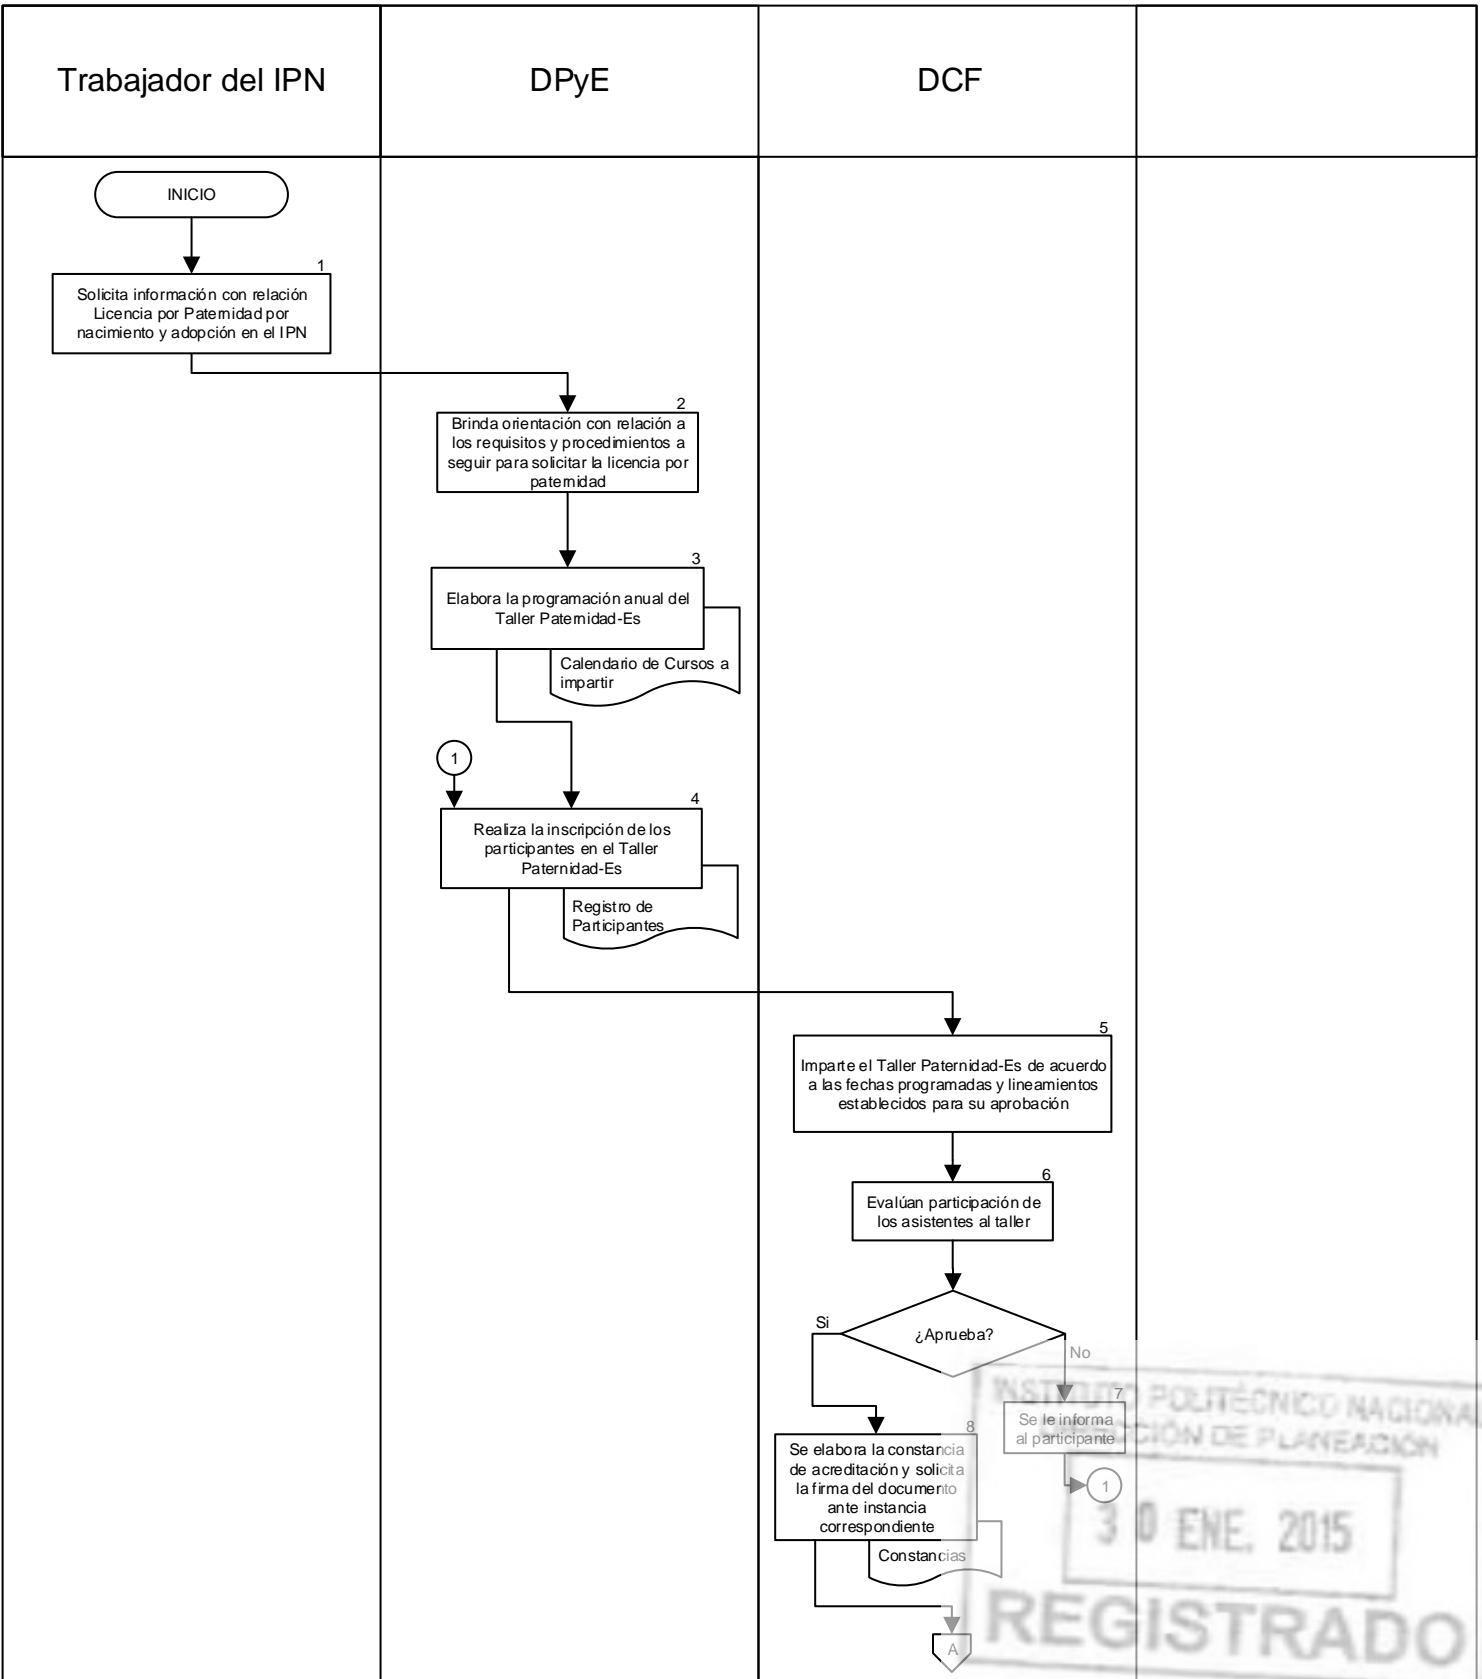 Trabajador del IPN
DPyE
DCF
INICIO
1
Solicita información con relación
Licencia por Paternidad por
nacimiento y adopción en el IPN
2
Brinda orientación con relación a
los requisitos y procedimientos a
seguir para solicitar la licencia por
paternidad
3
Elabora la programación anual del
Taller Paternidad-Es
Calendario de Cursos a
impartir
1
4
Realiza la inscripción de los
participantes en el Taller
Paternidad-Es
Registro de
Participantes
5
Imparte el Taller Paternidad-Es de acuerdo
a las fechas programadas y lineamientos
establecidos para su aprobación
6
Evalúan participación de
los asistentes al taller
¿Aprueba?
Si
No
7
Se le informa
al participante
1
8
Se elabora la constancia
de acreditación y solicita
la firma del documento
ante instancia
correspondiente
Constancias
A
INSTITUTO POLITÉCNICO NACIONAL
DIRECCIÓN DE PLANEACIÓN
30 ENE. 2015
REGISTRADO